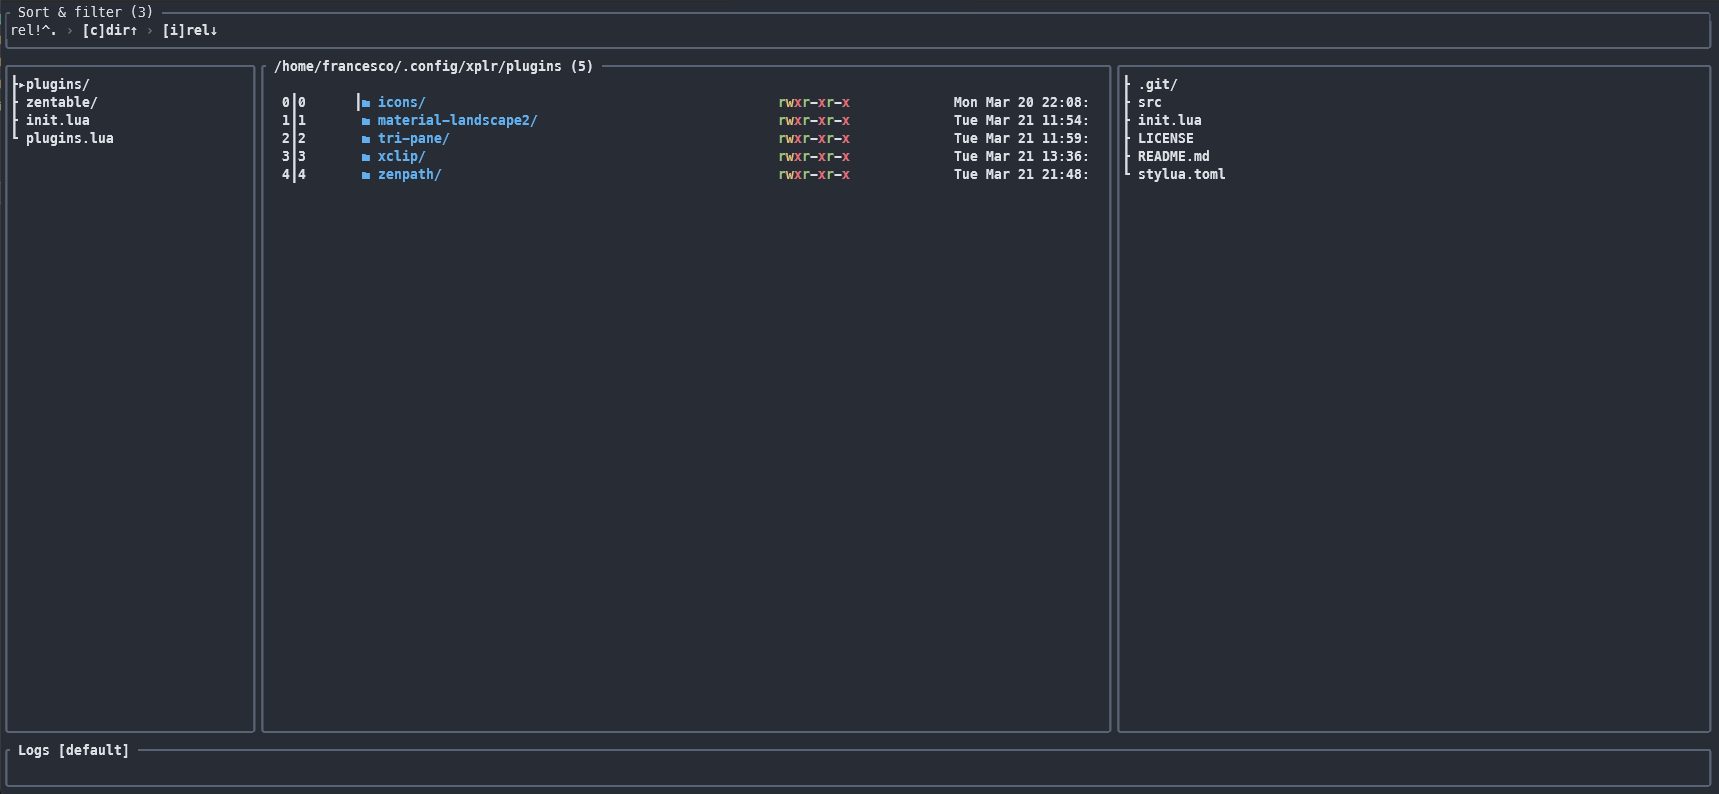 Sort & filter (3)
rel!^. › [c]dir↑ › [i]rel↓
▸plugins/
zentable/
init.lua
plugins.lua
/home/francesco/.config/xplr/plugins (5)
0│0 icons/ rwxr-xr-x Mon Mar 20 22:08:
1│1 material-landscape2/ rwxr-xr-x Tue Mar 21 11:54:
2│2 tri-pane/ rwxr-xr-x Tue Mar 21 11:59:
3│3 xclip/ rwxr-xr-x Tue Mar 21 13:36:
4│4 zenpath/ rwxr-xr-x Tue Mar 21 21:48:
.git/
src
init.lua
LICENSE
README.md
stylua.toml
Logs [default]